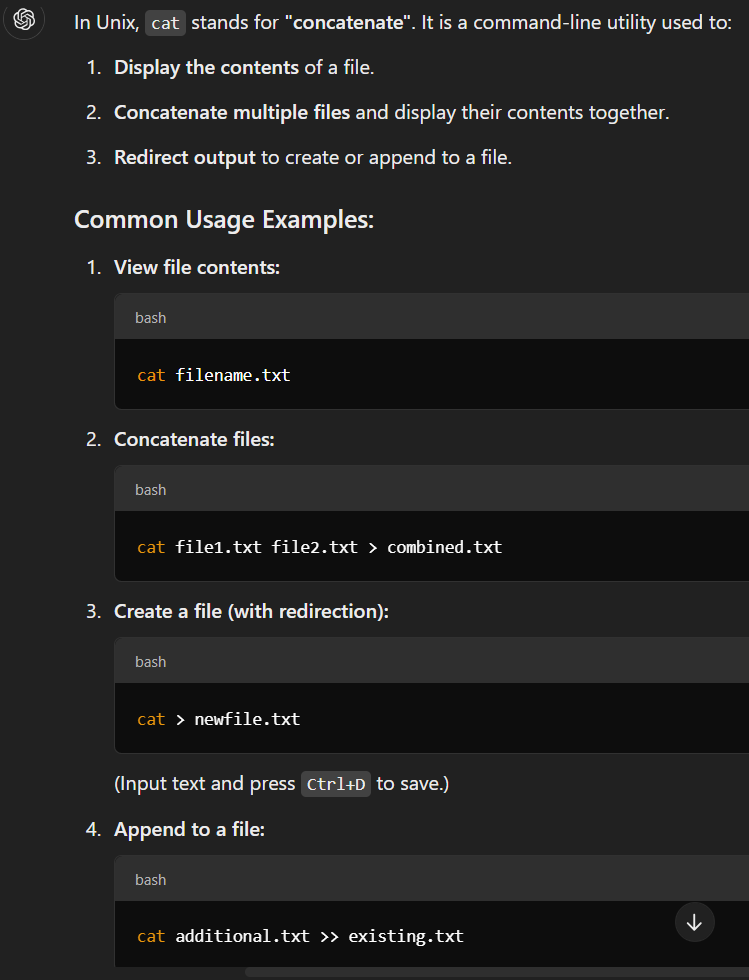 In Unix, cat stands for "concatenate". It is a command-line utility used to:
1. Display the contents of a file.
2. Concatenate multiple files and display their contents together.
3. Redirect output to create or append to a file.
Common Usage Examples:
1. View file contents:
bash
cat filename.txt
2. Concatenate files:
bash
cat file1.txt file2.txt > combined.txt
3. Create a file (with redirection):
bash
cat > newfile.txt
(Input text and press Ctrl+D to save.)
4. Append to a file:
bash
cat additional.txt >> existing.txt